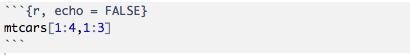 ```{r, echo = FALSE}
mtcars[1:4,1:3]
```